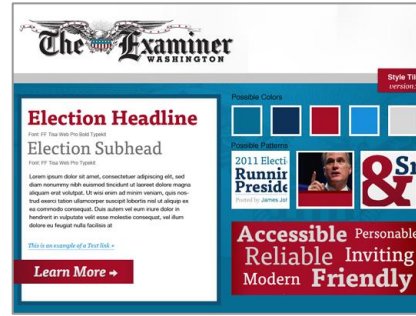 The Examiner
WASHINGTON
Style Til
version:
Possible Colors
Election Headline
Font: FF Tisa Web Pro Bold Typekit
Election Subhead
Font: FF Tisa Web Pro Typekit
Lorem ipsum dolor sit amet, consectetuer adipiscing elit, sed
diam nonummy nibh euismod tincidunt ut laoreet dolore magna
aliquam erat volutpat. Ut wisi enim ad minim veniam, quis nos-
trud exerci tation ullamcorper suscipit lobortis nisl ut aliquip ex
ea commodo consequat. Duis autem vel eum iriure dolor in
hendrerit in vulputate velit esse molestie consequat, vel illum
dolore eu feugiat nulla facilisis at
This is an example of a Text link »
Learn More
Possible Patterns
2011 Electi
Runnir
Preside
Posted by James Joh
& Sr
Accessible Personable
Reliable Inviting
Modern Friendly